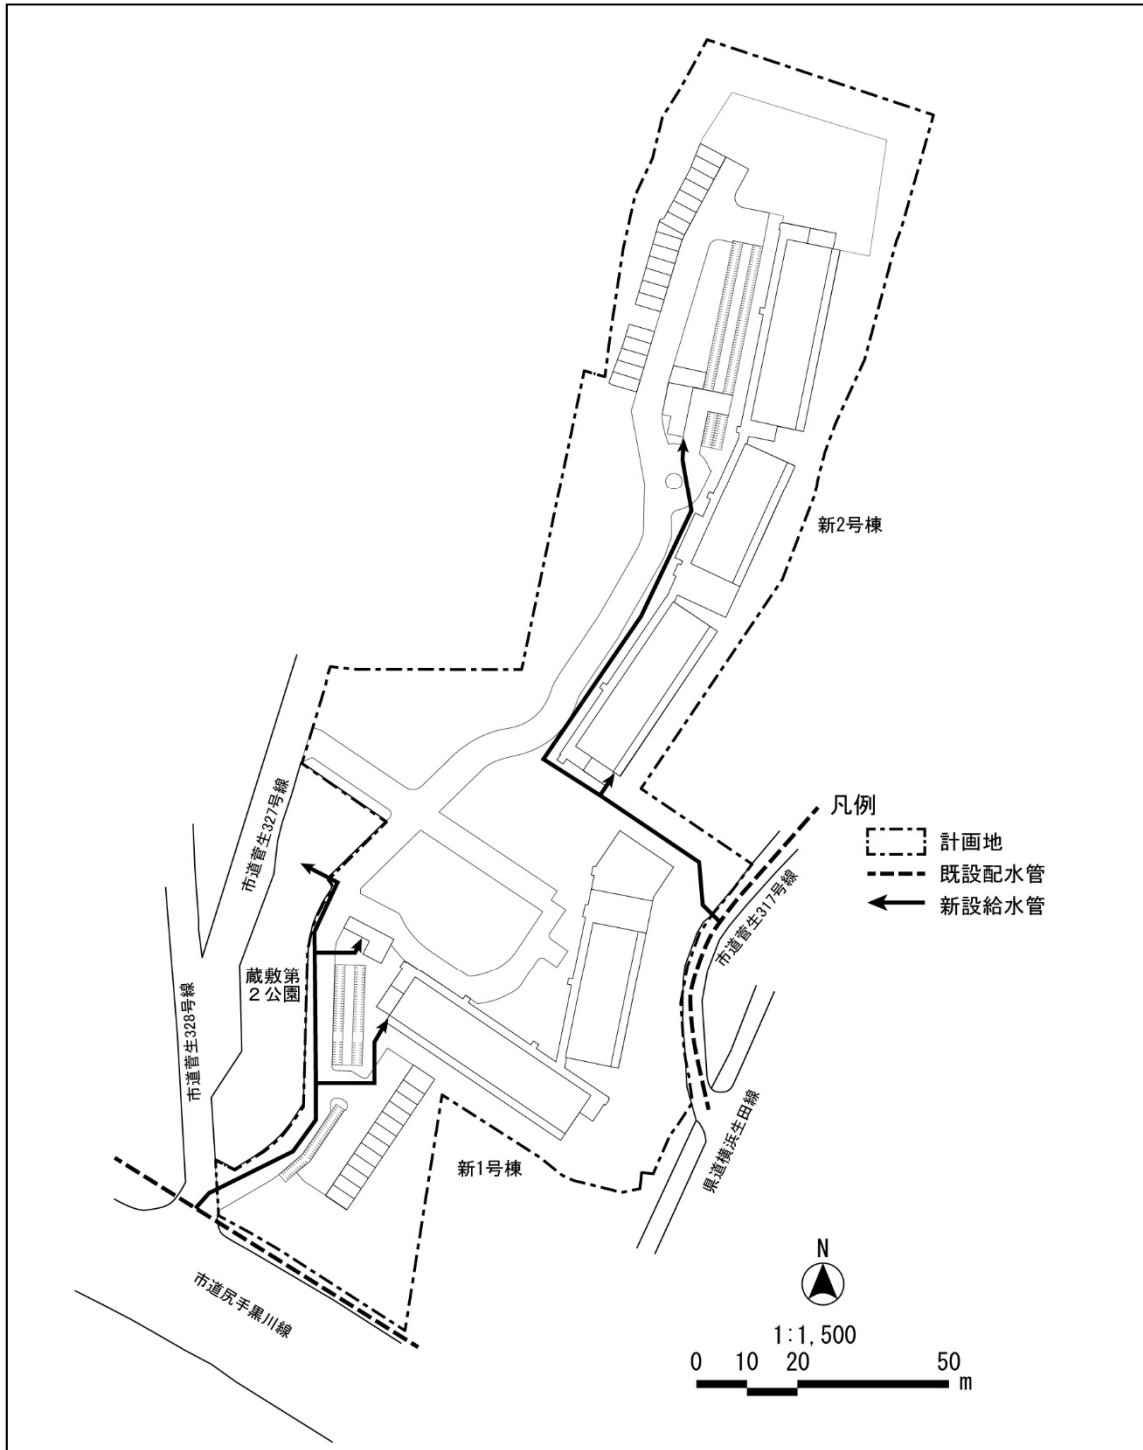 新2号棟
凡例
計画地
既設配水管
新設給水管
市道菅生327号線
市道菅生317号線
蔵敷第
2公園
市道菅生328号線
県道横浜生田線
新1号棟
市道尻手黒川線
N
1:1,500
0 10 20 50
m